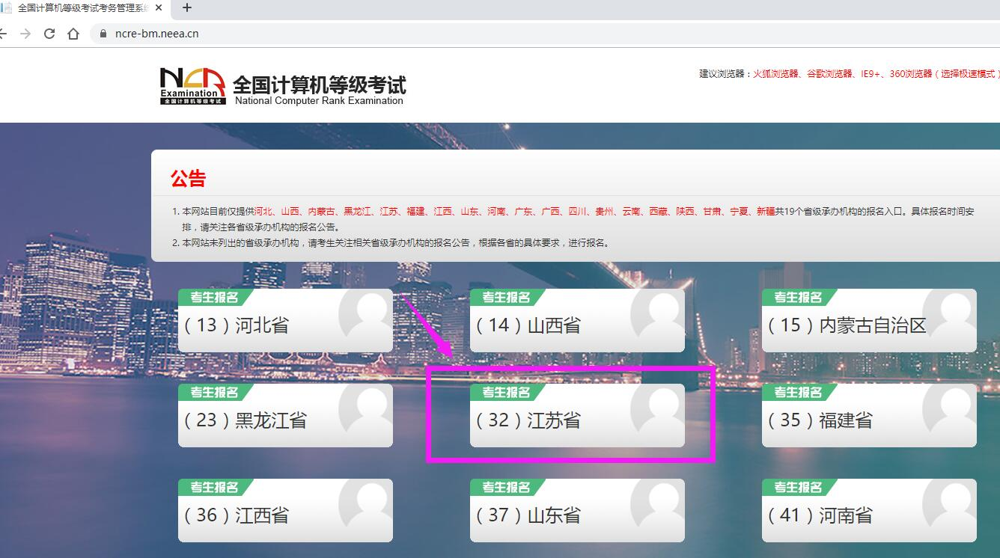 全国计算机等级考试考务管理系
ncre-bm.neea.cn
NCR
Examination
全国计算机等级考试
全国计算机等级考试
National Computer Rank Examination
建议浏览器：火狐浏览器、谷歌浏览器、IE9+、360浏览器（选择极速模式）
公告
1. 本网站目前仅提供河北、山西、内蒙古、黑龙江、江苏、福建、江西、山东、河南、广东、广西、四川、贵州、云南、西藏、陕西、甘肃、宁夏、新疆共19个省级承办机构的报名入口。具体报名时间安
排，请关注各省级承办机构的报名公告。
2. 本网站未列出的省级承办机构，请考生关注相关省级承办机构的报名公告，根据各省的具体要求，进行报名。
考生报名
（13）河北省
考生报名
（14）山西省
考生报名
（15）内蒙古自治区
考生报名
（23）黑龙江省
考生报名
（32）江苏省
考生报名
（35）福建省
考生报名
（36）江西省
考生报名
（37）山东省
考生报名
（41）河南省